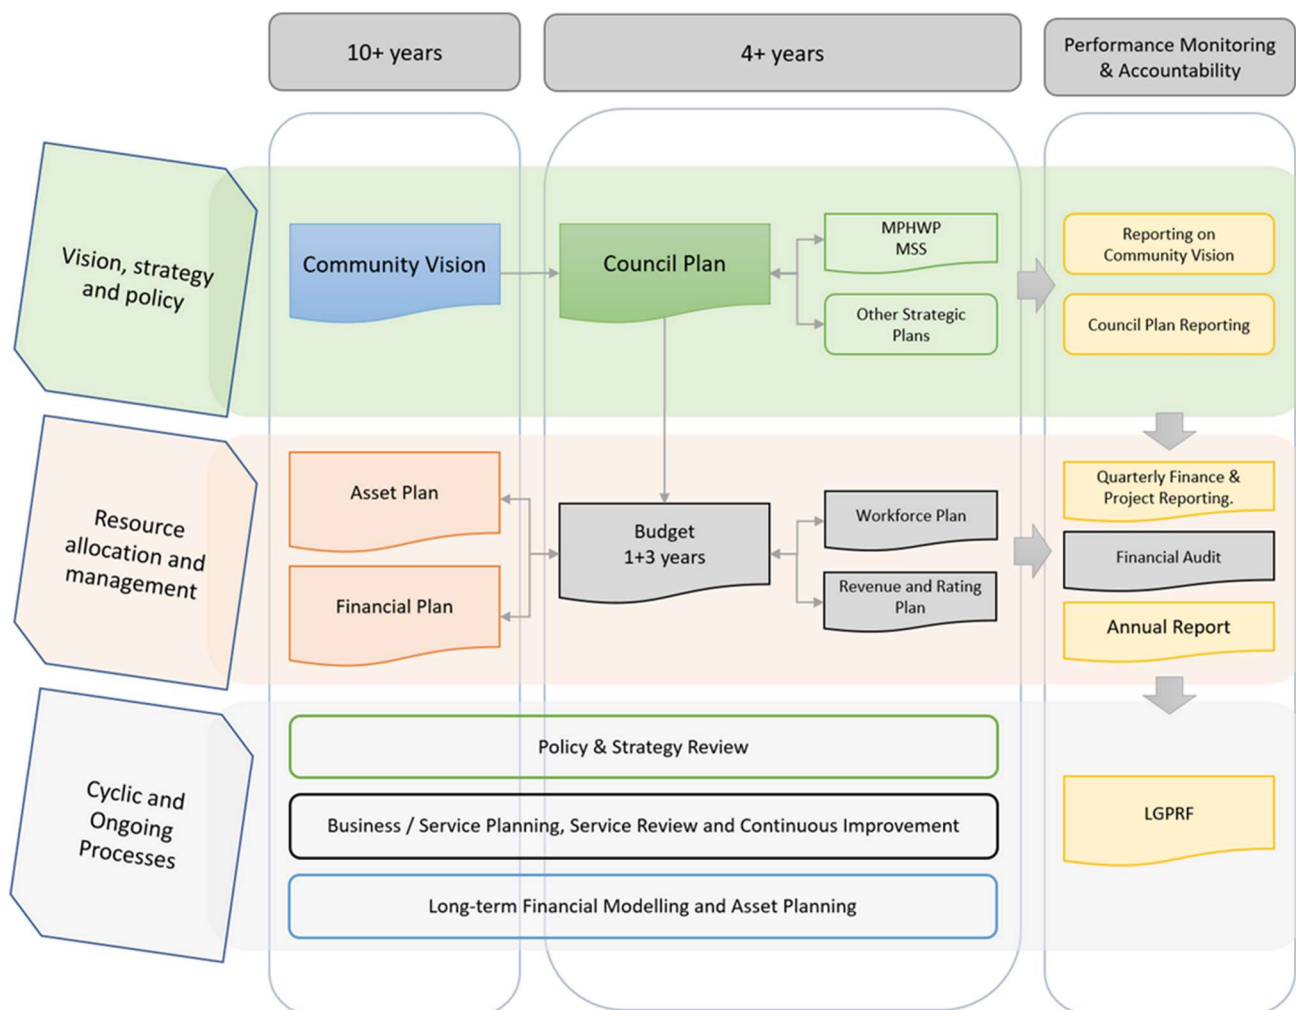 10+ years
4+ years
Performance Monitoring
& Accountability
Vision, strategy
and policy
Community Vision
Council Plan
MPHWP
MSS
Other Strategic
Plans
Reporting on
Community Vision
Council Plan Reporting
Resource
allocation and
management
Asset Plan
Financial Plan
Budget
1+3 years
Workforce Plan
Revenue and Rating
Plan
Quarterly Finance &
Project Reporting.
Financial Audit
Annual Report
Cyclic and
Ongoing
Processes
Policy & Strategy Review
Business / Service Planning, Service Review and Continuous Improvement
Long-term Financial Modelling and Asset Planning
LGPRF